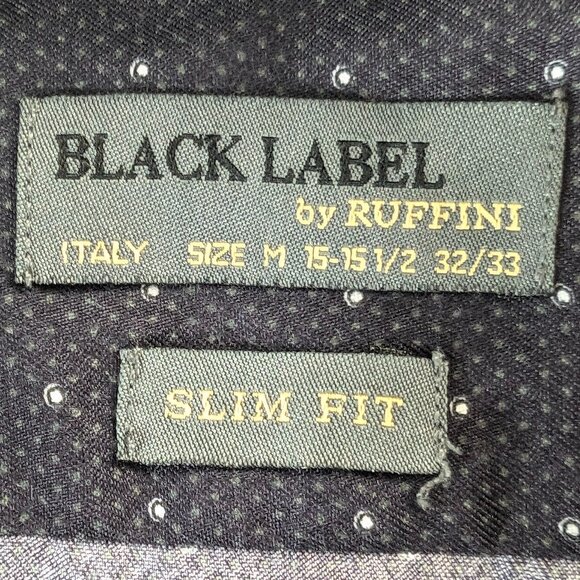 BLACK LABEL
by RUFFINI
ITALY SIZE M 15-15 1/2 32/33
SLIM FIT